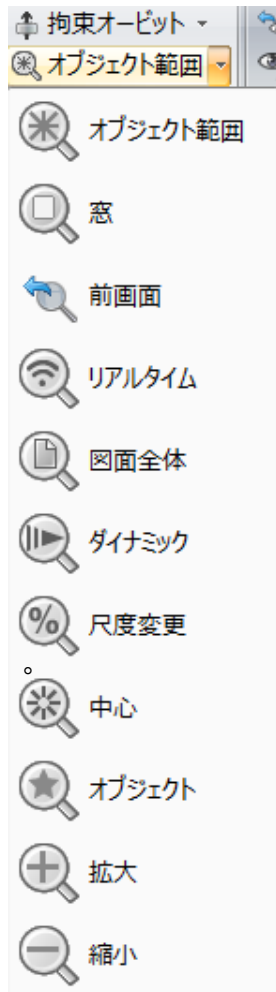 拘束オービット
オブジェクト範囲
オブジェクト範囲
窓
前画面
リアルタイム
図面全体
ダイナミック
尺度変更
。
中心
オブジェクト
拡大
縮小